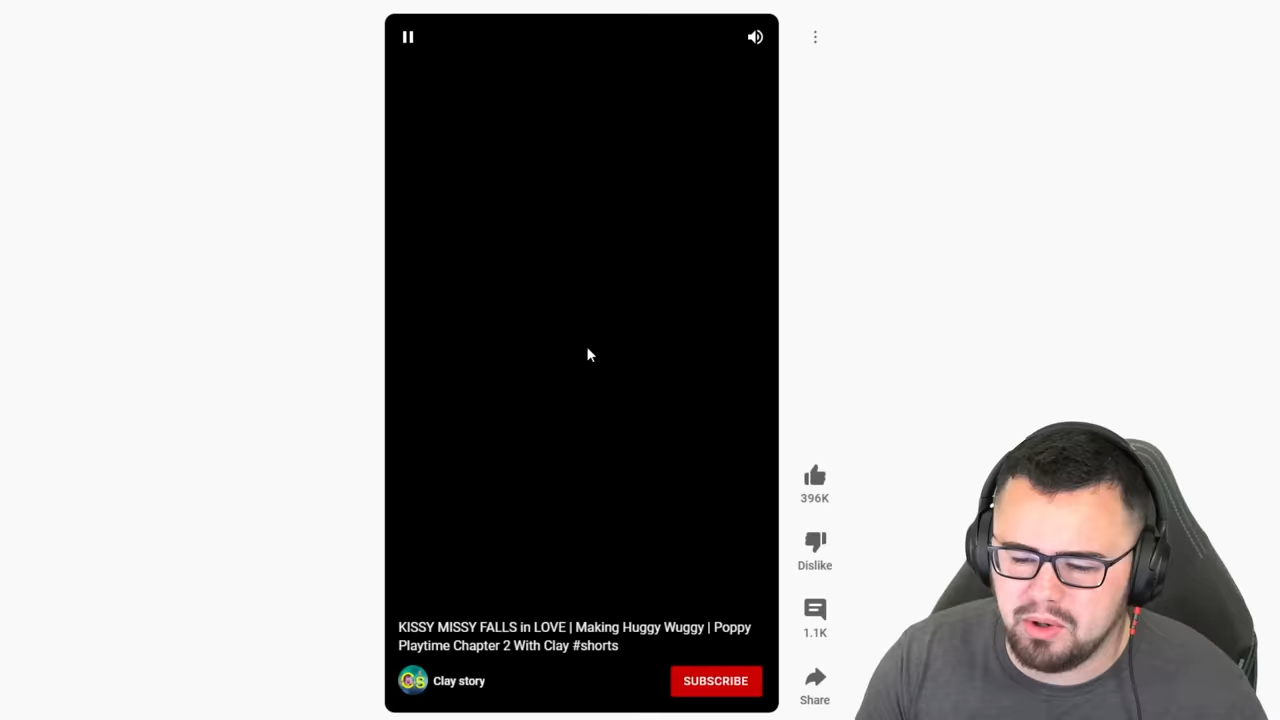 396K
Dislike
1.1K
Share
KISSY MISSY FALLS in LOVE | Making Huggy Wuggy | Poppy
Playtime Chapter 2 With Clay #shorts
Cs
Clay story
SUBSCRIBE